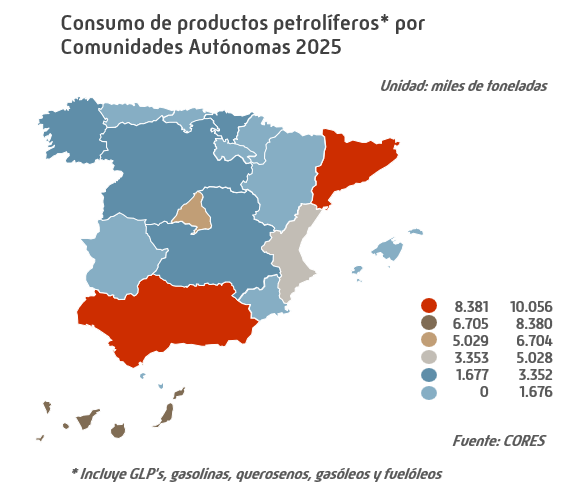 Consumo de productos petrolíferos* por
Comunidades Autónomas 2025
Unidad: miles de toneladas
8.381 10.056
6.705 8.380
5.029 6.704
3.353 5.028
1.677 3.352
0 1.676
Fuente: CORES
* Incluye GLP's, gasolinas, querosenos, gasóleos y fuelóleos